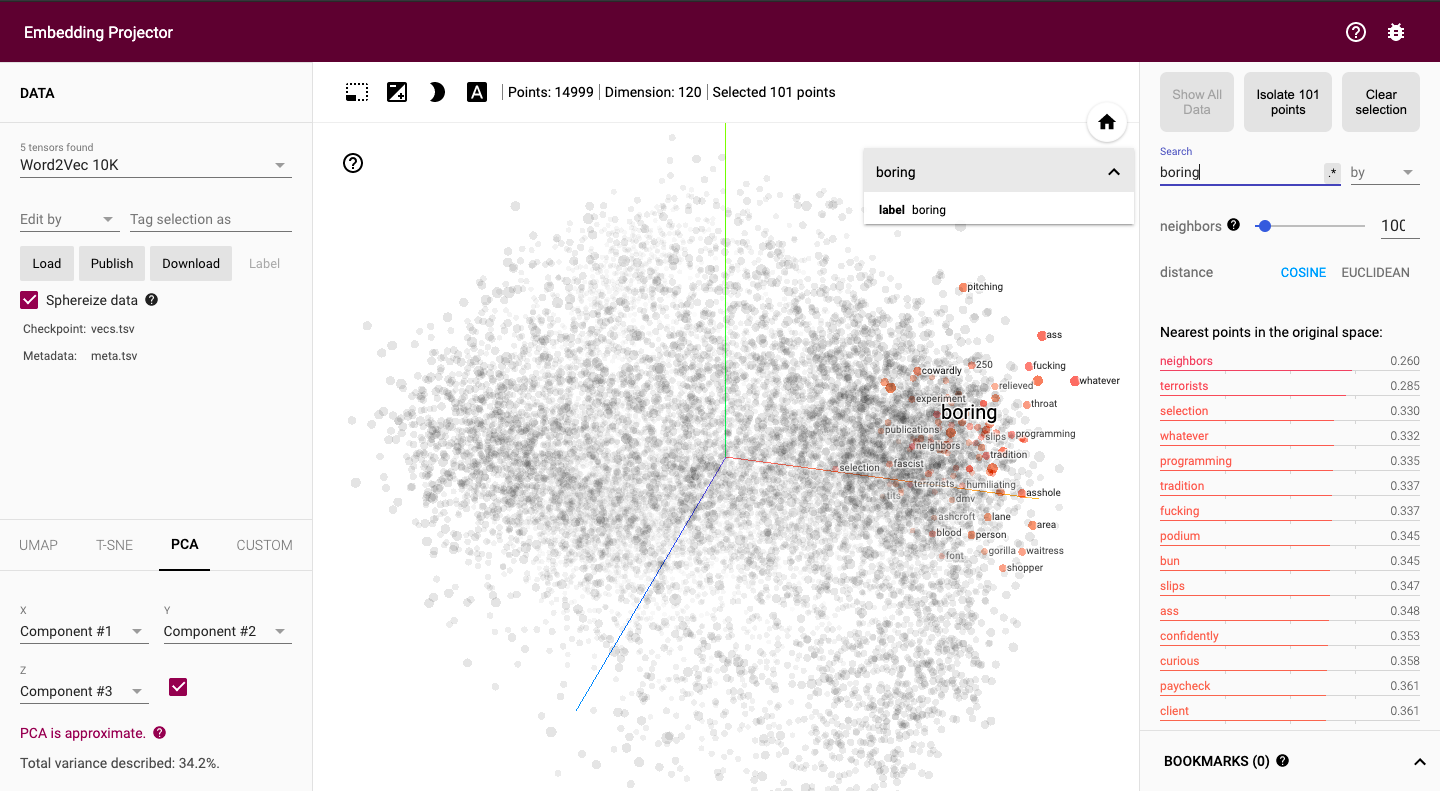 Embedding Projector
DATA
5 tensors found
Word2Vec 10K
Edit by
Tag selection as
Load
Publish
Download
Label
Sphereize data
Checkpoint: vecs.tsv
Metadata: meta.tsv
UMAP
T-SNE
PCA
CUSTOM
X
Component #1
Y
Component #2
Z
Component #3
PCA is approximate.
Total variance described: 34.2%.
A
Points: 14999
Dimension: 120
Selected 101 points
boring
label boring
pitching
ass
250
fucking
cowardly
whatever
relieved
experiment
throat
boring
publications
programming
slips
neighbors
tradition
fascist
selection
terrorists
humiliating
asshole
tits
dmv
ashcroft
lane
area
blood
person
font
gorilla
waitress
shopper
Show All Data
Isolate 101 points
Clear selection
Search
boring
.*
by
neighbors
100
distance
COSINE
EUCLIDEAN
Nearest points in the original space:
neighbors 0.260
terrorists 0.285
selection 0.330
whatever 0.332
programming 0.335
tradition 0.337
fucking 0.337
podium 0.345
bun 0.345
slips 0.347
ass 0.348
confidently 0.353
curious 0.358
paycheck 0.361
client 0.361
BOOKMARKS (0)